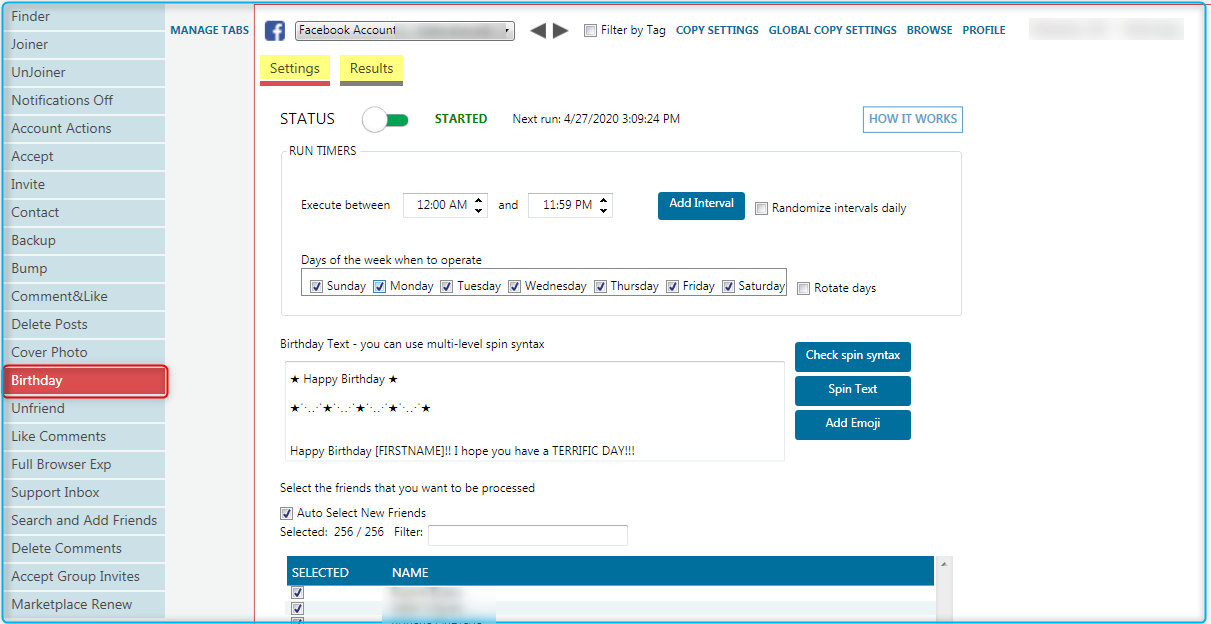 Finder
Joiner
UnJoiner
Notifications Off
Account Actions
Accept
Invite
Contact
Backup
Bump
Comment&Like
Delete Posts
Cover Photo
Birthday
Unfriend
Like Comments
Full Browser Exp
Support Inbox
Search and Add Friends
Delete Comments
Accept Group Invites
Marketplace Renew
MANAGE TABS
Facebook Account Filter by Tag COPY SETTINGS GLOBAL COPY SETTINGS BROWSE PROFILE
Settings Results
STATUS STARTED Next run: 4/27/2020 3:09:24 PM HOW IT WORKS
RUN TIMERS
Execute between 12:00 AM and 11:59 PM Add Interval Randomize intervals daily
Days of the week when to operate
Sunday Monday Tuesday Wednesday Thursday Friday Saturday Rotate days
Birthday Text - you can use multi-level spin syntax
Check spin syntax
Spin Text
Add Emoji
★ Happy Birthday ★
★˙·.,.·˙★˙·.,.·˙★˙·.,.·˙★˙·.,.·˙★
Happy Birthday [FIRSTNAME]!! I hope you have a TERRIFIC DAY!!!
Select the friends that you want to be processed
Auto Select New Friends
Selected: 256 / 256 Filter:
SELECTED NAME